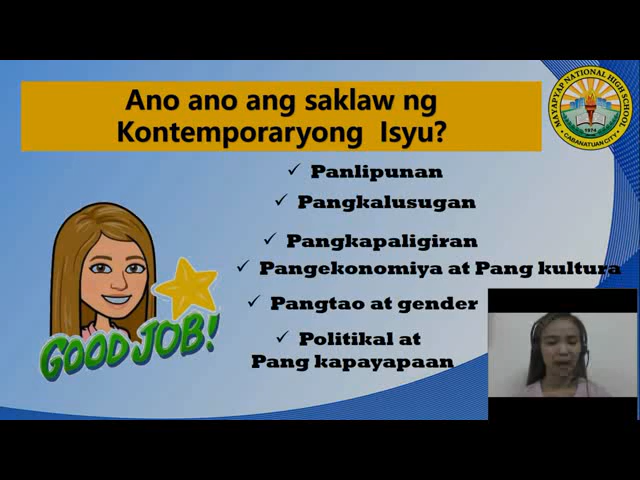 Ano ano ang saklaw ng
Kontemporaryong Isyu?
MAYAPYAP NATIONAL HIGH SCHOOL
1974
CABANATUAN CITY
✓ Panlipunan
✓ Pangkalusugan
✓ Pangkapaligiran
✓ Pangekonomiya at Pang kultura
✓ Pangtao at gender
✓ Politikal at
Pang kapayapaan
GOOD JOB!